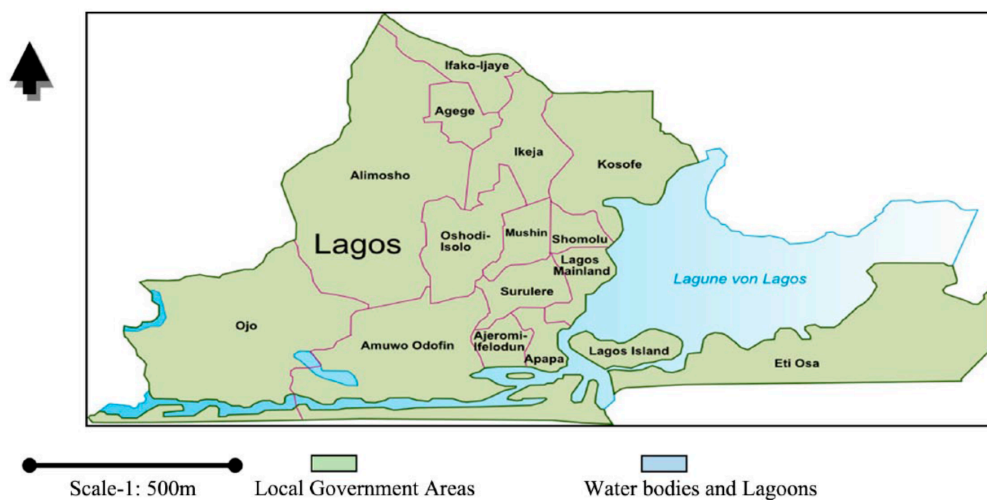 Ifako-Ijaye
Agege
Ikeja
Kosofe
Alimosho
Lagos
Oshodi-
Isolo
Mushin
Shomolu
Lagos
Mainland
Lagune von Lagos
Surulere
Ojo
Amuwo Odofin
Ajeromi-
Ifelodun
Apapa
Lagos Island
Eti Osa
Scale-1: 500m
Local Government Areas
Water bodies and Lagoons